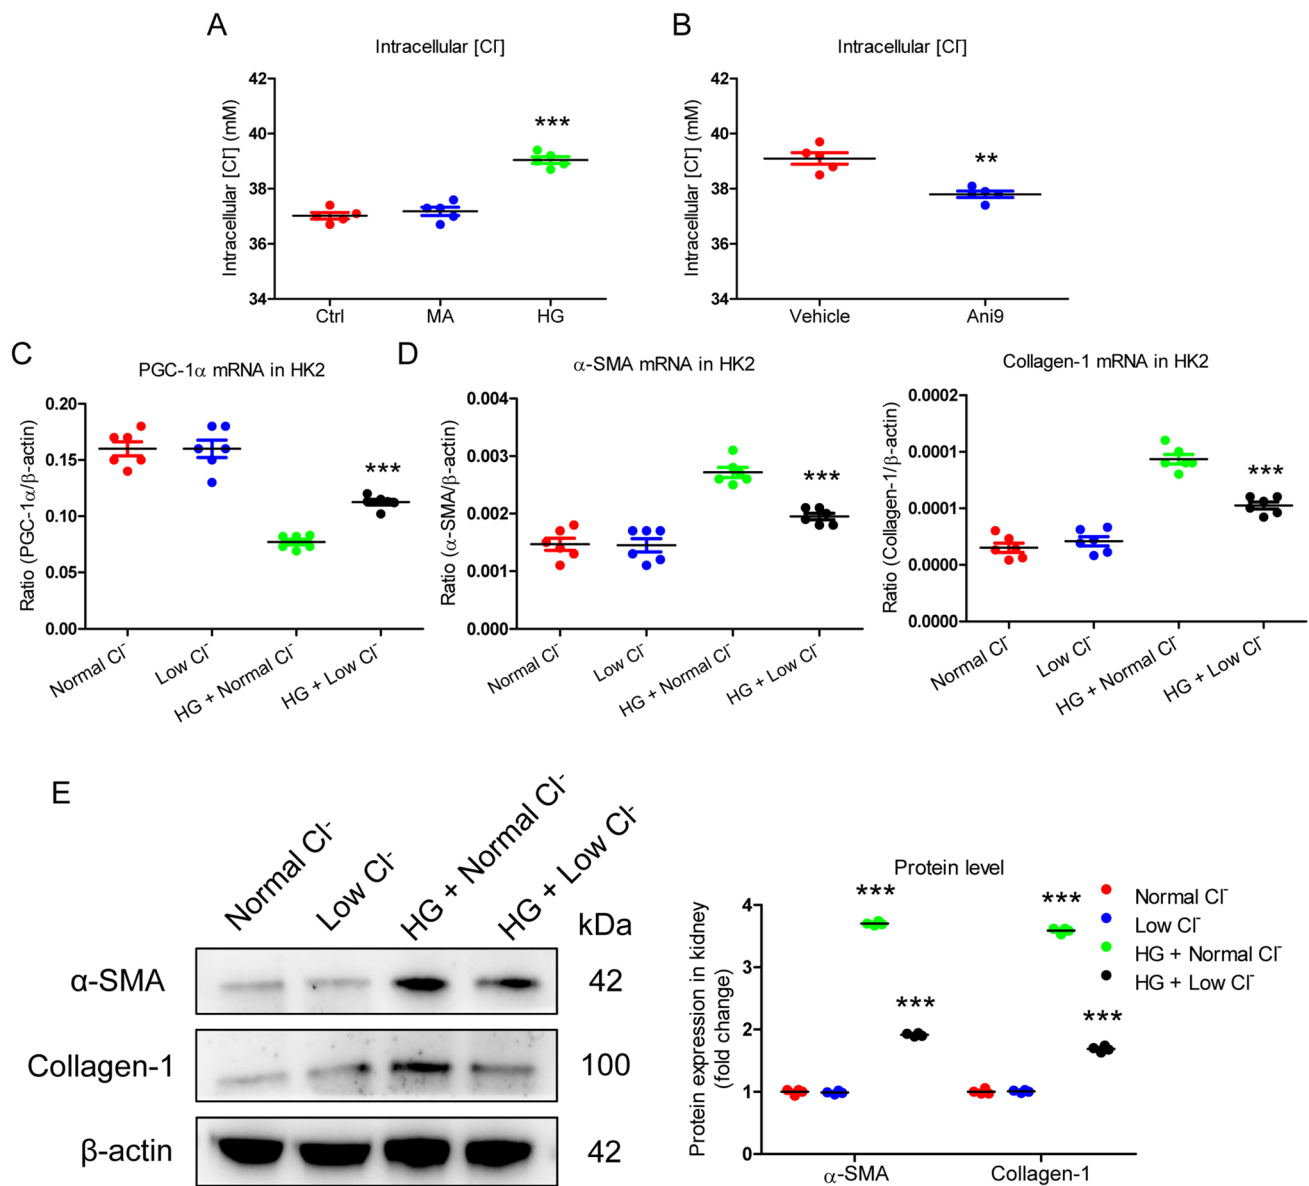 A
Intracellular [Cl⁻]
Intracellular [Cl⁻] (mM)
42
40
38
36
34
***
Ctrl
MA
HG
B
Intracellular [Cl⁻]
Intracellular [Cl⁻] (mM)
42
40
38
36
34
**
Vehicle
Ani9
C
PGC-1α mRNA in HK2
Ratio (PGC-1α/β-actin)
0.20
0.15
0.10
0.05
0.00
***
Normal Cl⁻
Low Cl⁻
HG + Normal Cl⁻
HG + Low Cl⁻
D
α-SMA mRNA in HK2
Ratio (α-SMA/β-actin)
0.004
0.003
0.002
0.001
0.000
***
Normal Cl⁻
Low Cl⁻
HG + Normal Cl⁻
HG + Low Cl⁻
Collagen-1 mRNA in HK2
Ratio (Collagen-1/β-actin)
0.0002
0.0001
0.0001
0.0000
0.0000
***
Normal Cl⁻
Low Cl⁻
HG + Normal Cl⁻
HG + Low Cl⁻
E
Normal Cl⁻
Low Cl⁻
HG + Normal Cl⁻
HG + Low Cl⁻
kDa
α-SMA
42
Collagen-1
100
β-actin
42
Protein level
Protein expression in kidney
(fold change)
4
3
2
1
0
***
***
***
***
α-SMA
Collagen-1
Normal Cl⁻
Low Cl⁻
HG + Normal Cl⁻
HG + Low Cl⁻